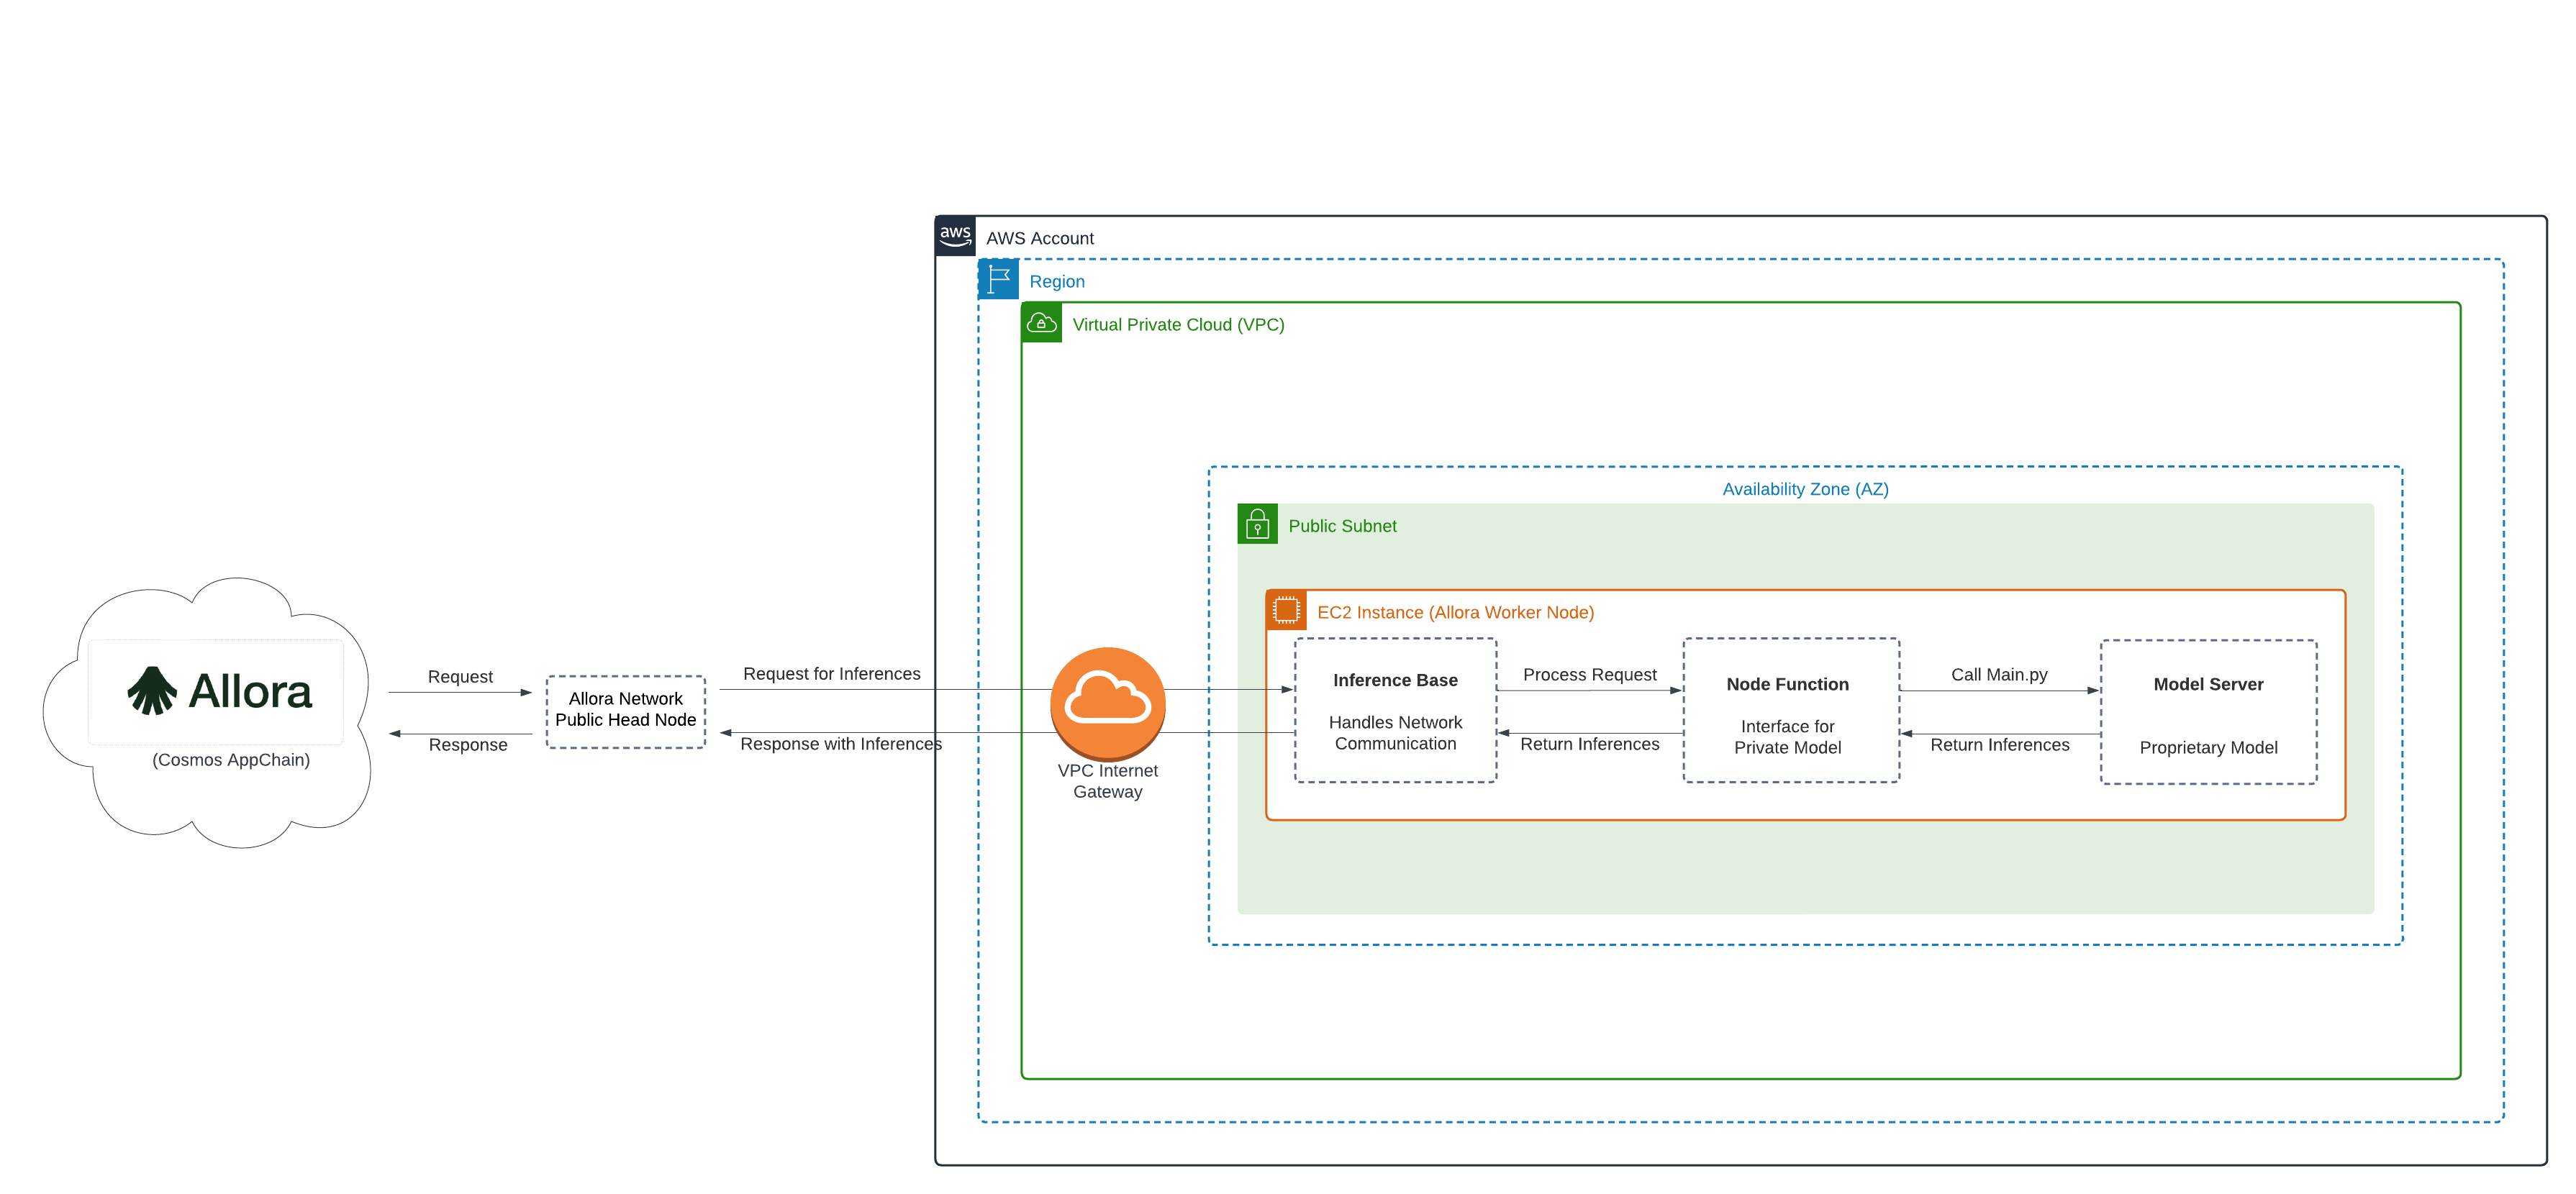 aws
AWS Account
Region
Virtual Private Cloud (VPC)
Availability Zone (AZ)
Public Subnet
EC2 Instance (Allora Worker Node)
Allora
(Cosmos AppChain)
Request
Response
Allora Network
Public Head Node
Request for Inferences
Response with Inferences
VPC Internet
Gateway
Inference Base
Handles Network
Communication
Process Request
Return Inferences
Node Function
Interface for
Private Model
Call Main.py
Return Inferences
Model Server
Proprietary Model